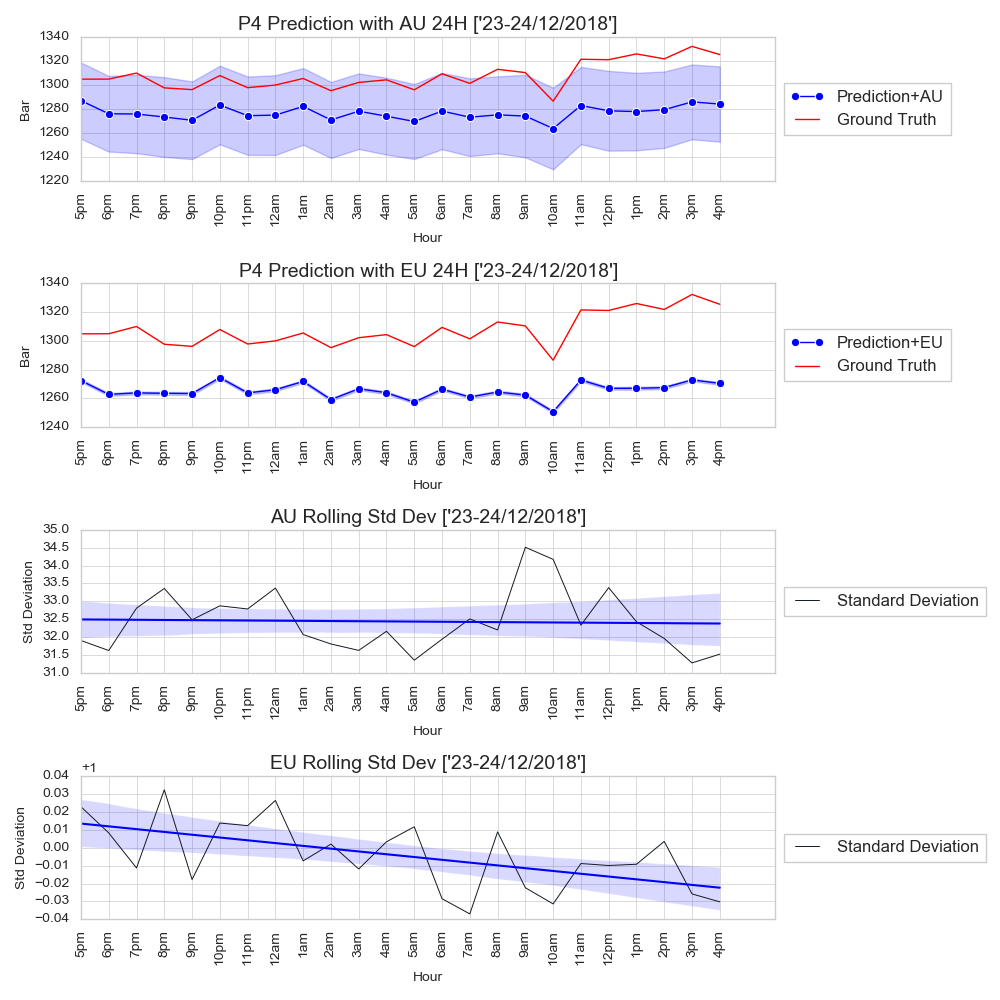 P4 Prediction with AU 24H ['23-24/12/2018']
1340
1320
1300
1280
1260
1240
1220
Bar
5pm 6pm 7pm 8pm 9pm 10pm 11pm 12am 1am 2am 3am 4am 5am 6am 7am 8am 9am 10am 11am 12pm 1pm 2pm 3pm 4pm
Hour
Prediction+AU
Ground Truth
P4 Prediction with EU 24H ['23-24/12/2018']
1340
1320
1300
1280
1260
1240
Bar
5pm 6pm 7pm 8pm 9pm 10pm 11pm 12am 1am 2am 3am 4am 5am 6am 7am 8am 9am 10am 11am 12pm 1pm 2pm 3pm 4pm
Hour
Prediction+EU
Ground Truth
AU Rolling Std Dev ['23-24/12/2018']
35.0
34.5
34.0
33.5
33.0
32.5
32.0
31.5
31.0
Std Deviation
5pm 6pm 7pm 8pm 9pm 10pm 11pm 12am 1am 2am 3am 4am 5am 6am 7am 8am 9am 10am 11am 12pm 1pm 2pm 3pm 4pm
Hour
Standard Deviation
EU Rolling Std Dev ['23-24/12/2018']
+1
0.04
0.03
0.02
0.01
0.00
−0.01
−0.02
−0.03
−0.04
Std Deviation
5pm 6pm 7pm 8pm 9pm 10pm 11pm 12am 1am 2am 3am 4am 5am 6am 7am 8am 9am 10am 11am 12pm 1pm 2pm 3pm 4pm
Hour
Standard Deviation